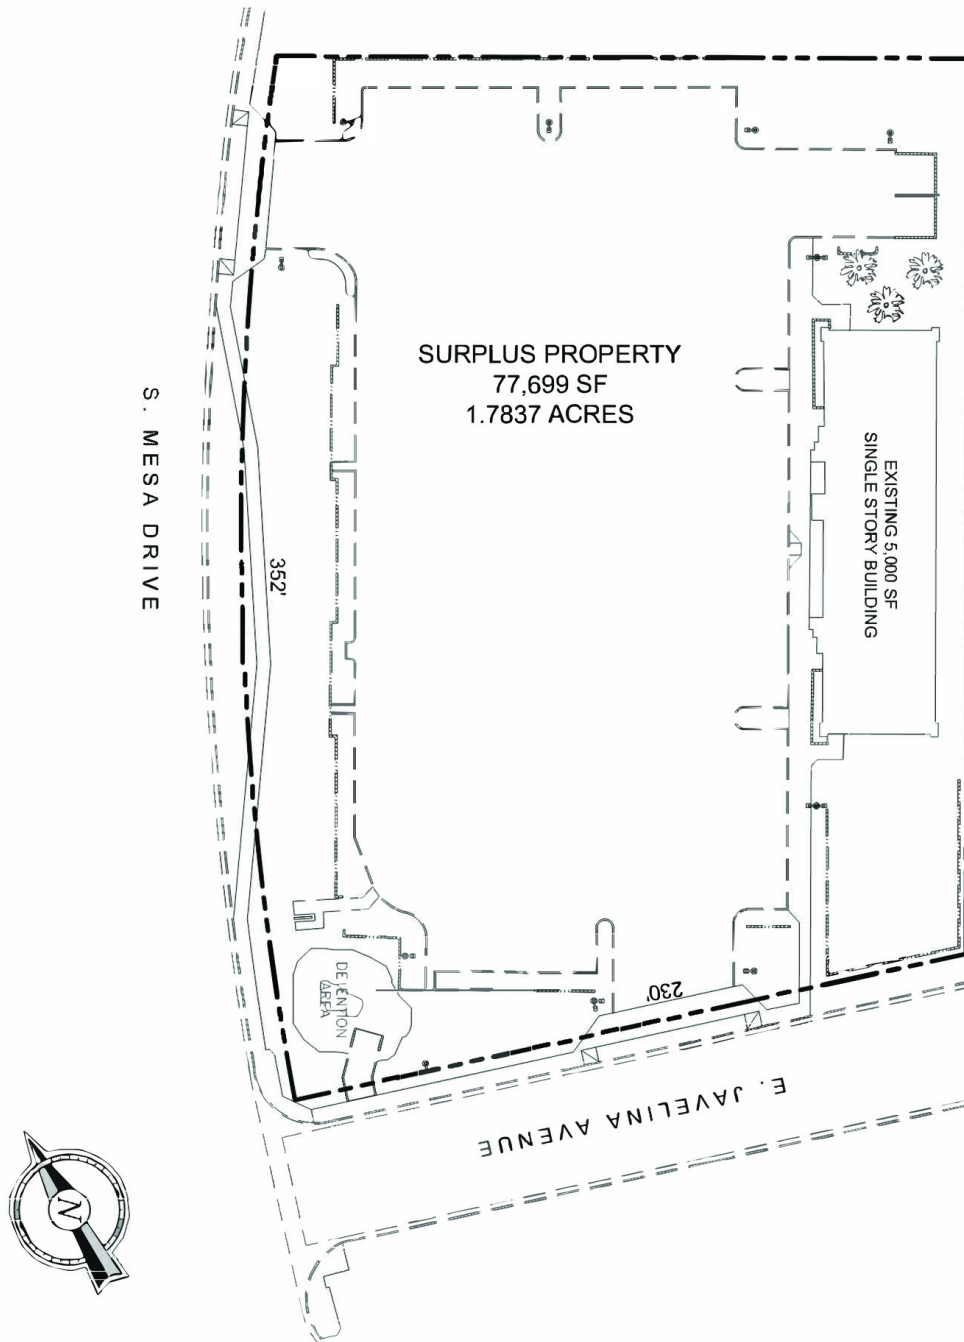 SURPLUS PROPERTY
77,699 SF
1.7837 ACRES
S. MESA DRIVE
EXISTING 5,000 SF
SINGLE STORY BUILDING
352'
DETENTION
AREA
230'
E. JAVELINA AVENUE
N